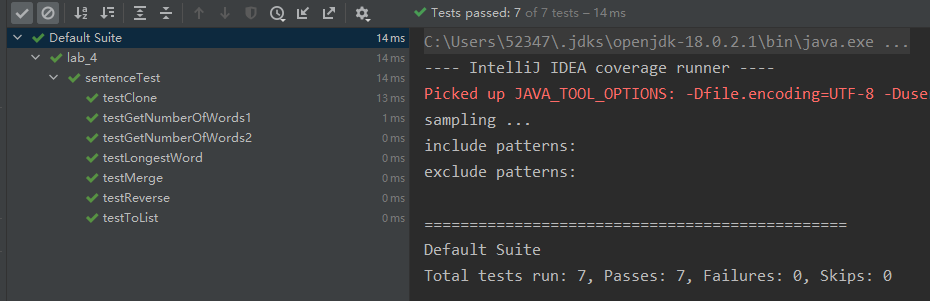 Tests passed: 7 of 7 tests – 14 ms
Default Suite 14 ms
lab_4 14 ms
sentenceTest 14 ms
testClone 13 ms
testGetNumberOfWords1 1 ms
testGetNumberOfWords2 0 ms
testLongestWord 0 ms
testMerge 0 ms
testReverse 0 ms
testToList 0 ms
C:\Users\52347\.jdks\openjdk-18.0.2.1\bin\java.exe ...
---- IntelliJ IDEA coverage runner ----
Picked up JAVA_TOOL_OPTIONS: -Dfile.encoding=UTF-8 -Duse
sampling ...
include patterns:
exclude patterns:
===============================================
Default Suite
Total tests run: 7, Passes: 7, Failures: 0, Skips: 0